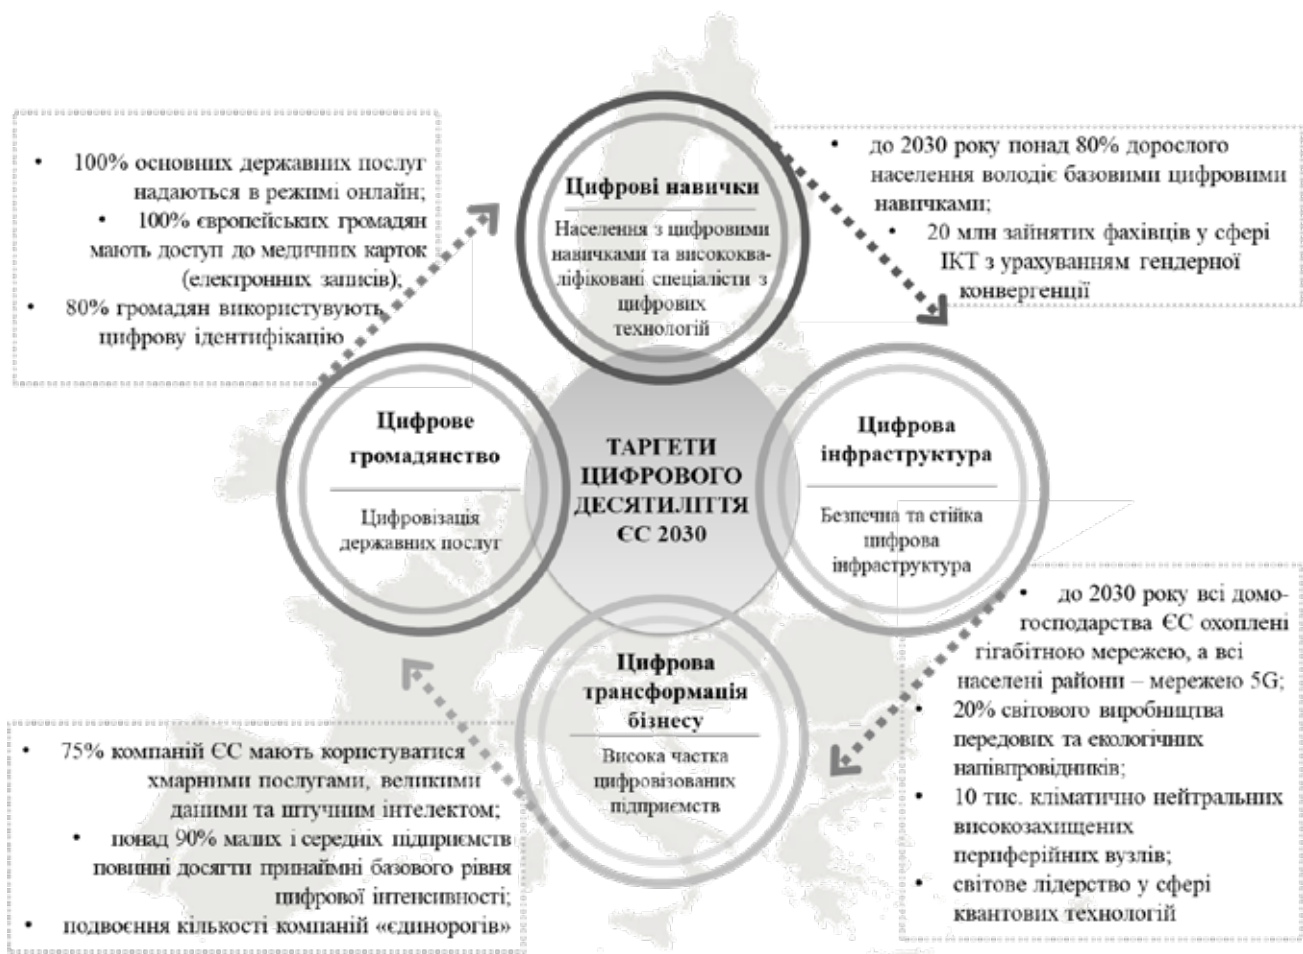 100% основних державних послуг
надаються в режимі онлайн;
100% європейських громадян
мають доступ до медичних карток
(електронних записів);
80% громадян використувують
цифрову ідентифікацію
Цифрові навички
Населення з цифровими
навичками та висококва-
ліфіковані спеціалісти з
цифрових
технологій
до 2030 року понад 80% дорослого
населення володіє базовими цифровими
навичками;
20 млн зайнятих фахівців у сфері
ІКТ з урахуванням гендерної
конвергенції
Цифрове
громадянство
Цифровізація
державних послуг
ТАРГЕТИ
ЦИФРОВОГО
ДЕСЯТИЛІТТЯ
ЄС 2030
Цифрова
інфраструктура
Безпечна та стійка
цифрова
інфраструктура
Цифрова
трансформація
бізнесу
Висока частка
цифровізованих
підприємств
75% компаній ЄС мають користуватися
хмарними послугами, великими
даними та штучним інтелектом;
понад 90% малих і середніх підприємств
повинні досягти принаймні базового рівня
цифрової інтенсивності;
подвоєння кількості компаній «єдинорогів»
до 2030 року всі домо-
господарства ЄС охоплені
гігабітною мережею, а всі
населені райони – мережею 5G;
20% світового виробництва
передових та екологічних
напівпровідників;
10 тис. кліматично нейтральних
високозахищених
периферійних вузлів;
світове лідерство у сфері
квантових технологій